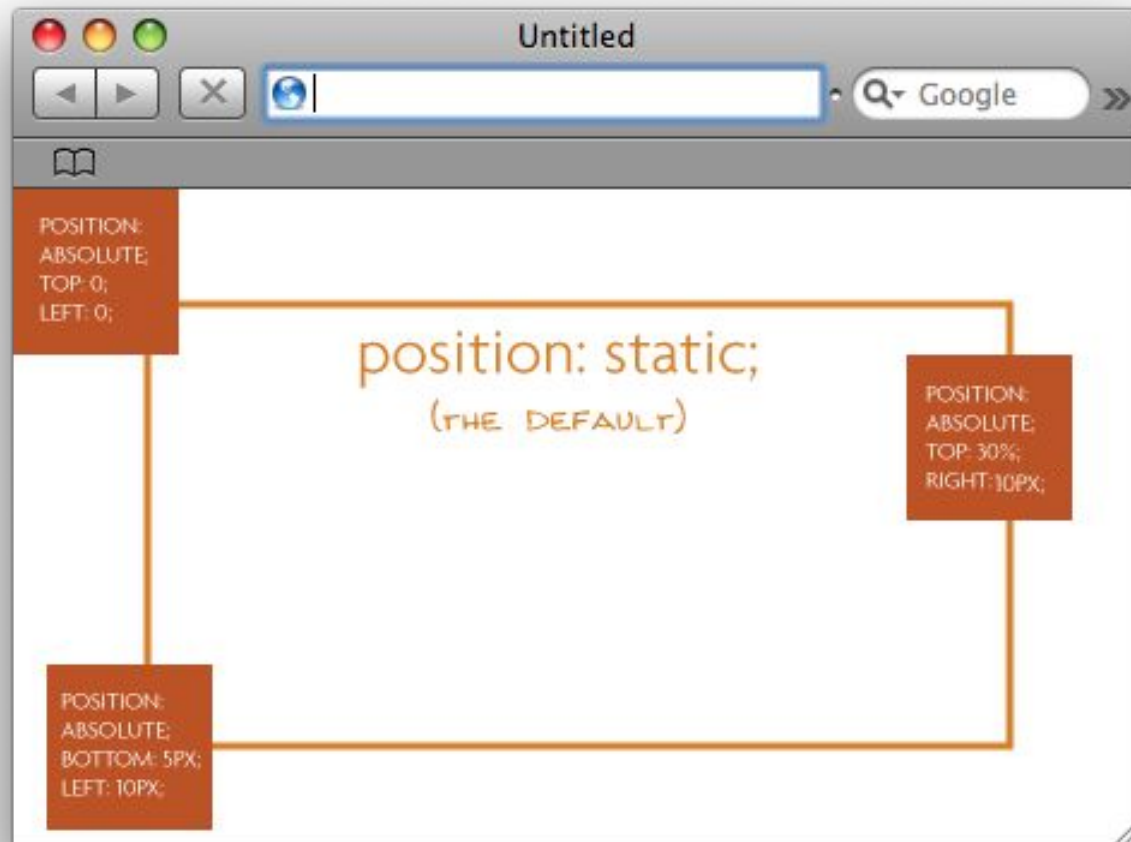 Untitled
Google
POSITION:
ABSOLUTE;
TOP: 0;
LEFT: 0;
position: static;
(THE DEFAULT)
POSITION:
ABSOLUTE;
TOP: 30%;
RIGHT: 10PX;
POSITION:
ABSOLUTE;
BOTTOM: 5PX;
LEFT: 10PX;